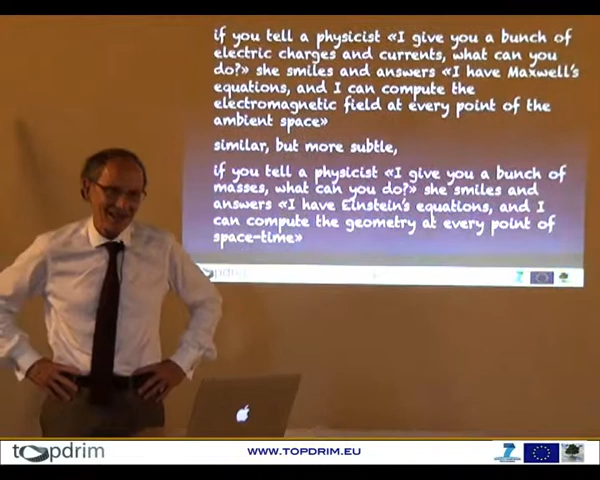 if you tell a physicist «I give you a bunch of
electric charges and currents, what can you
do?» she smiles and answers «I have Maxwell's
equations, and I can compute the
electromagnetic field at every point of the
ambient space»
similar, but more subtle,
if you tell a physicist «I give you a bunch of
masses, what can you do?» she smiles and
answers «I have Einstein's equations, and I
can compute the geometry at every point of
space-time»
topdrim
topdrim
WWW.TOPDRIM.EU